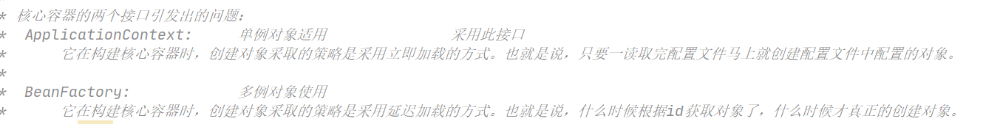 * 核心容器的两个接口引发出的问题：
* ApplicationContext: 单例对象适用 采用此接口
* 它在构建核心容器时，创建对象采取的策略是采用立即加载的方式。也就是说，只要一读取完配置文件马上就创建配置文件中配置的对象。
*
* BeanFactory: 多例对象使用
* 它在构建核心容器时，创建对象采取的策略是采用延迟加载的方式。也就是说，什么时候根据id获取对象了，什么时候才真正的创建对象。